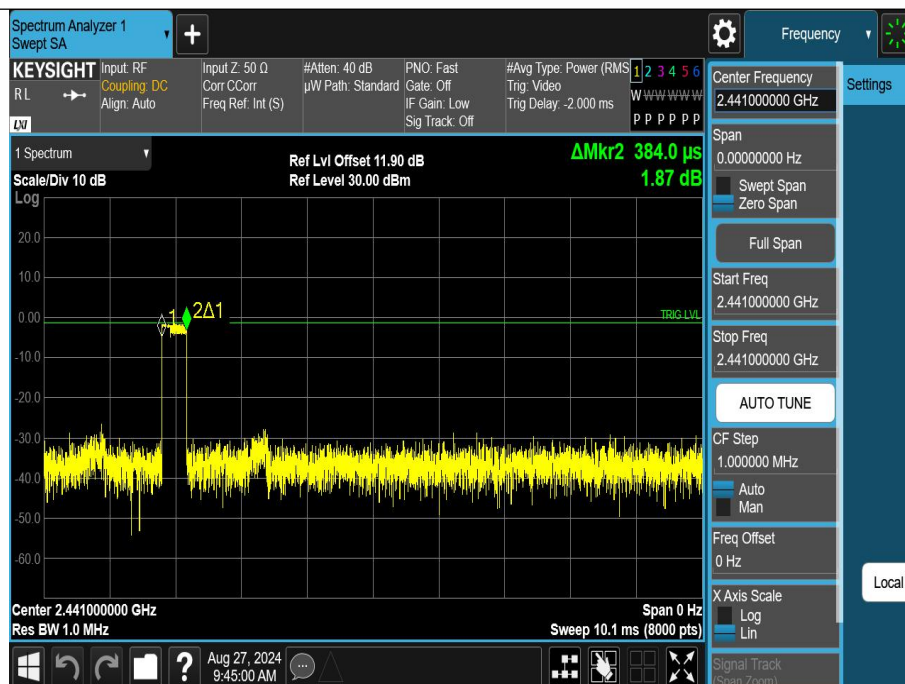 Spectrum Analyzer 1
Swept SA
+
Frequency
KEYSIGHT
RL
LXI
Input: RF
Coupling: DC
Align: Auto
Input Z: 50 Ω
Corr CCorr
Freq Ref: Int (S)
#Atten: 40 dB
µW Path: Standard
PNO: Fast
Gate: Off
IF Gain: Low
Sig Track: Off
#Avg Type: Power (RMS
Trig: Video
Trig Delay: -2.000 ms
1 2 3 4 5 6
W W W W W W
P P P P P P
Center Frequency
2.441000000 GHz
Settings
Span
0.00000000 Hz
Swept Span
Zero Span
Full Span
Start Freq
2.441000000 GHz
Stop Freq
2.441000000 GHz
AUTO TUNE
CF Step
1.000000 MHz
Auto
Man
Freq Offset
0 Hz
X Axis Scale
Log
Lin
Signal Track
(Span Zoom)
Local
1 Spectrum
Scale/Div 10 dB
Log
Ref Lvl Offset 11.90 dB
Ref Level 30.00 dBm
ΔMkr2 384.0 µs
1.87 dB
20.0
10.0
0.00
-10.0
-20.0
-30.0
-40.0
-50.0
-60.0
1
2Δ1
TRIG LVL
Center 2.441000000 GHz
Res BW 1.0 MHz
Span 0 Hz
Sweep 10.1 ms (8000 pts)
?
Aug 27, 2024
9:45:00 AM